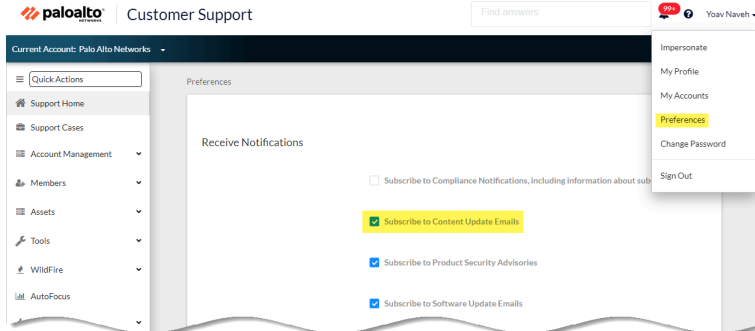 paloalto NETWORKS Customer Support Find answers 99+ Yoav Naveh
Current Account: Palo Alto Networks
Quick Actions
Support Home
Support Cases
Account Management
Members
Assets
Tools
WildFire
AutoFocus
Preferences
Receive Notifications
Subscribe to Compliance Notifications, including information about sub
Subscribe to Content Update Emails
Subscribe to Product Security Advisories
Subscribe to Software Update Emails
Impersonate
My Profile
My Accounts
Preferences
Change Password
Sign Out